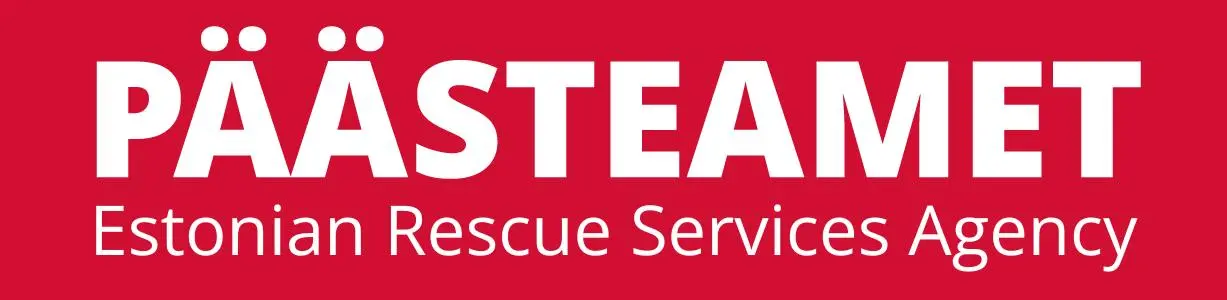 PÄÄSTEAMET
Estonian Rescue Services Agency